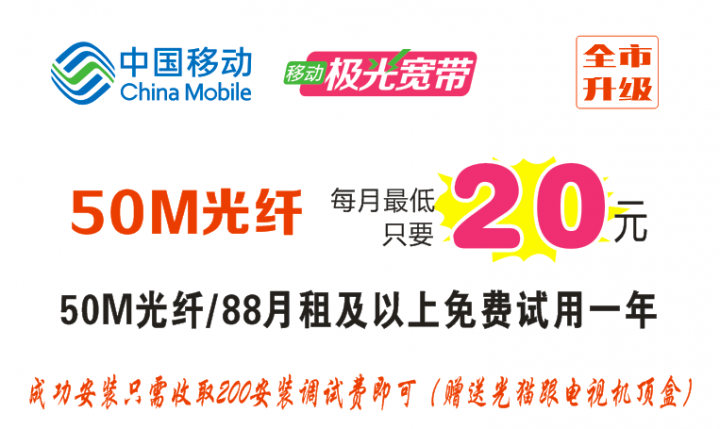 中国移动
China Mobile
移动 极光宽带
全市
升级
50M光纤
每月最低
只要
20元
50M光纤/88月租及以上免费试用一年
成功安装只需收取200安装调试费即可（赠送光猫跟电视机顶盒）